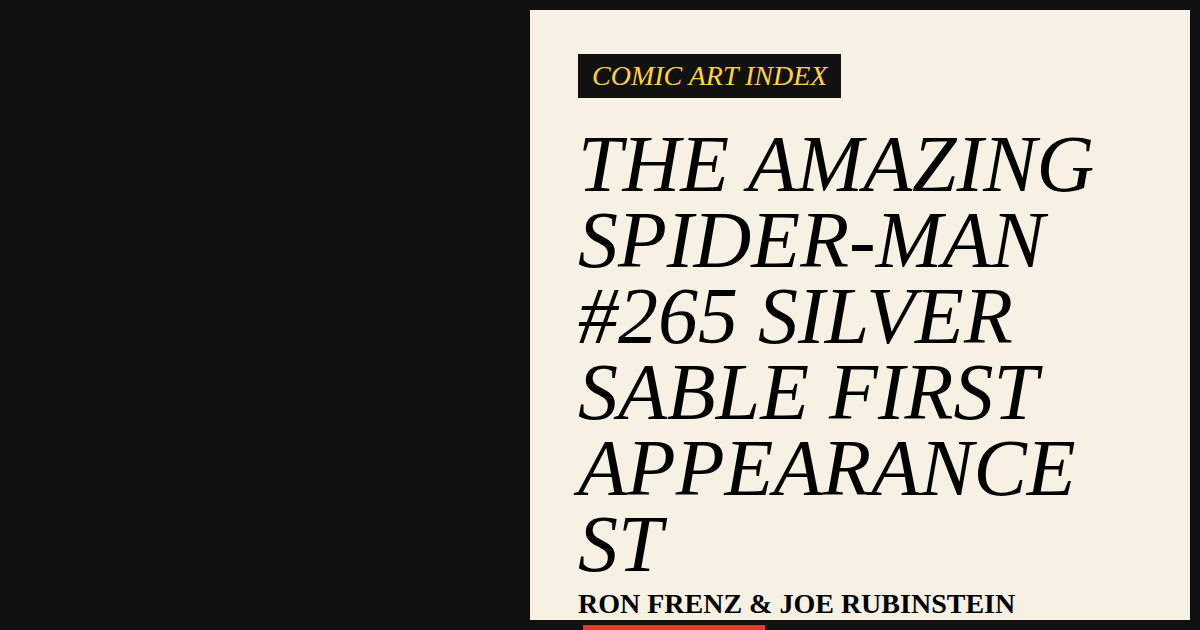 COMIC ART INDEX
THE AMAZING
SPIDER-MAN
#265 SILVER
SABLE FIRST
APPEARANCE
ST
RON FRENZ & JOE RUBINSTEIN